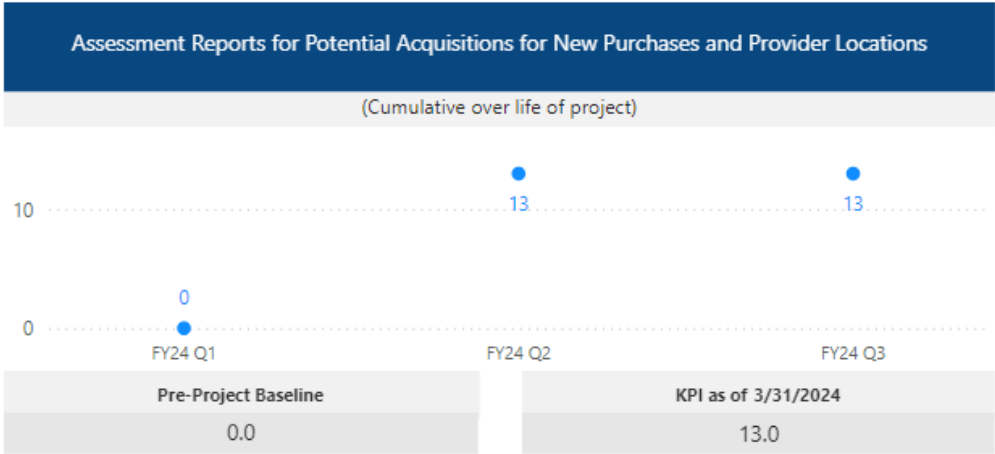 Assessment Reports for Potential Acquisitions for New Purchases and Provider Locations
(Cumulative over life of project)
10
13
13
0
0
FY24 Q1
FY24 Q2
FY24 Q3
Pre-Project Baseline
KPI as of 3/31/2024
0.0
13.0